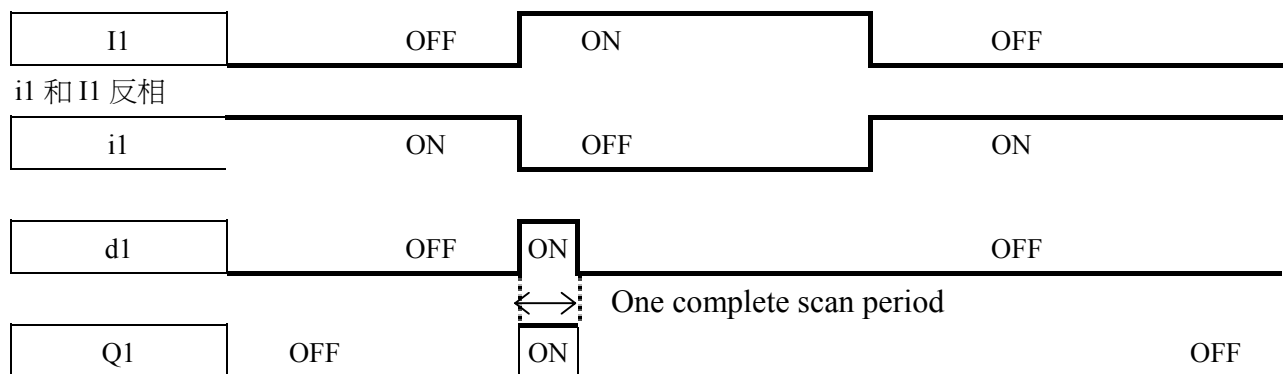 I1 OFF ON OFF
i1 和 I1 反相
i1 ON OFF ON
d1 OFF ON OFF
One complete scan period
Q1 OFF ON OFF